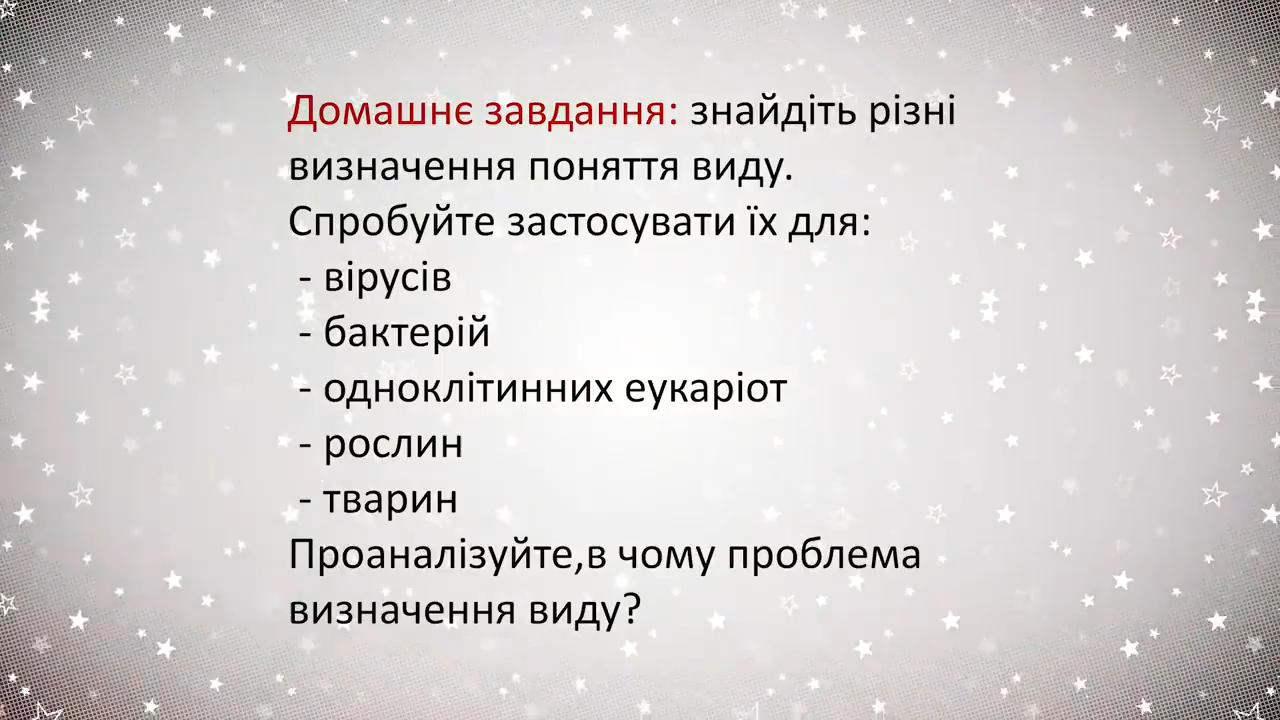 Домашнє завдання: знайдіть різні
визначення поняття виду.
Спробуйте застосувати їх для:
- вірусів
- бактерій
- одноклітинних еукаріот
- рослин
- тварин
Проаналізуйте,в чому проблема
визначення виду?